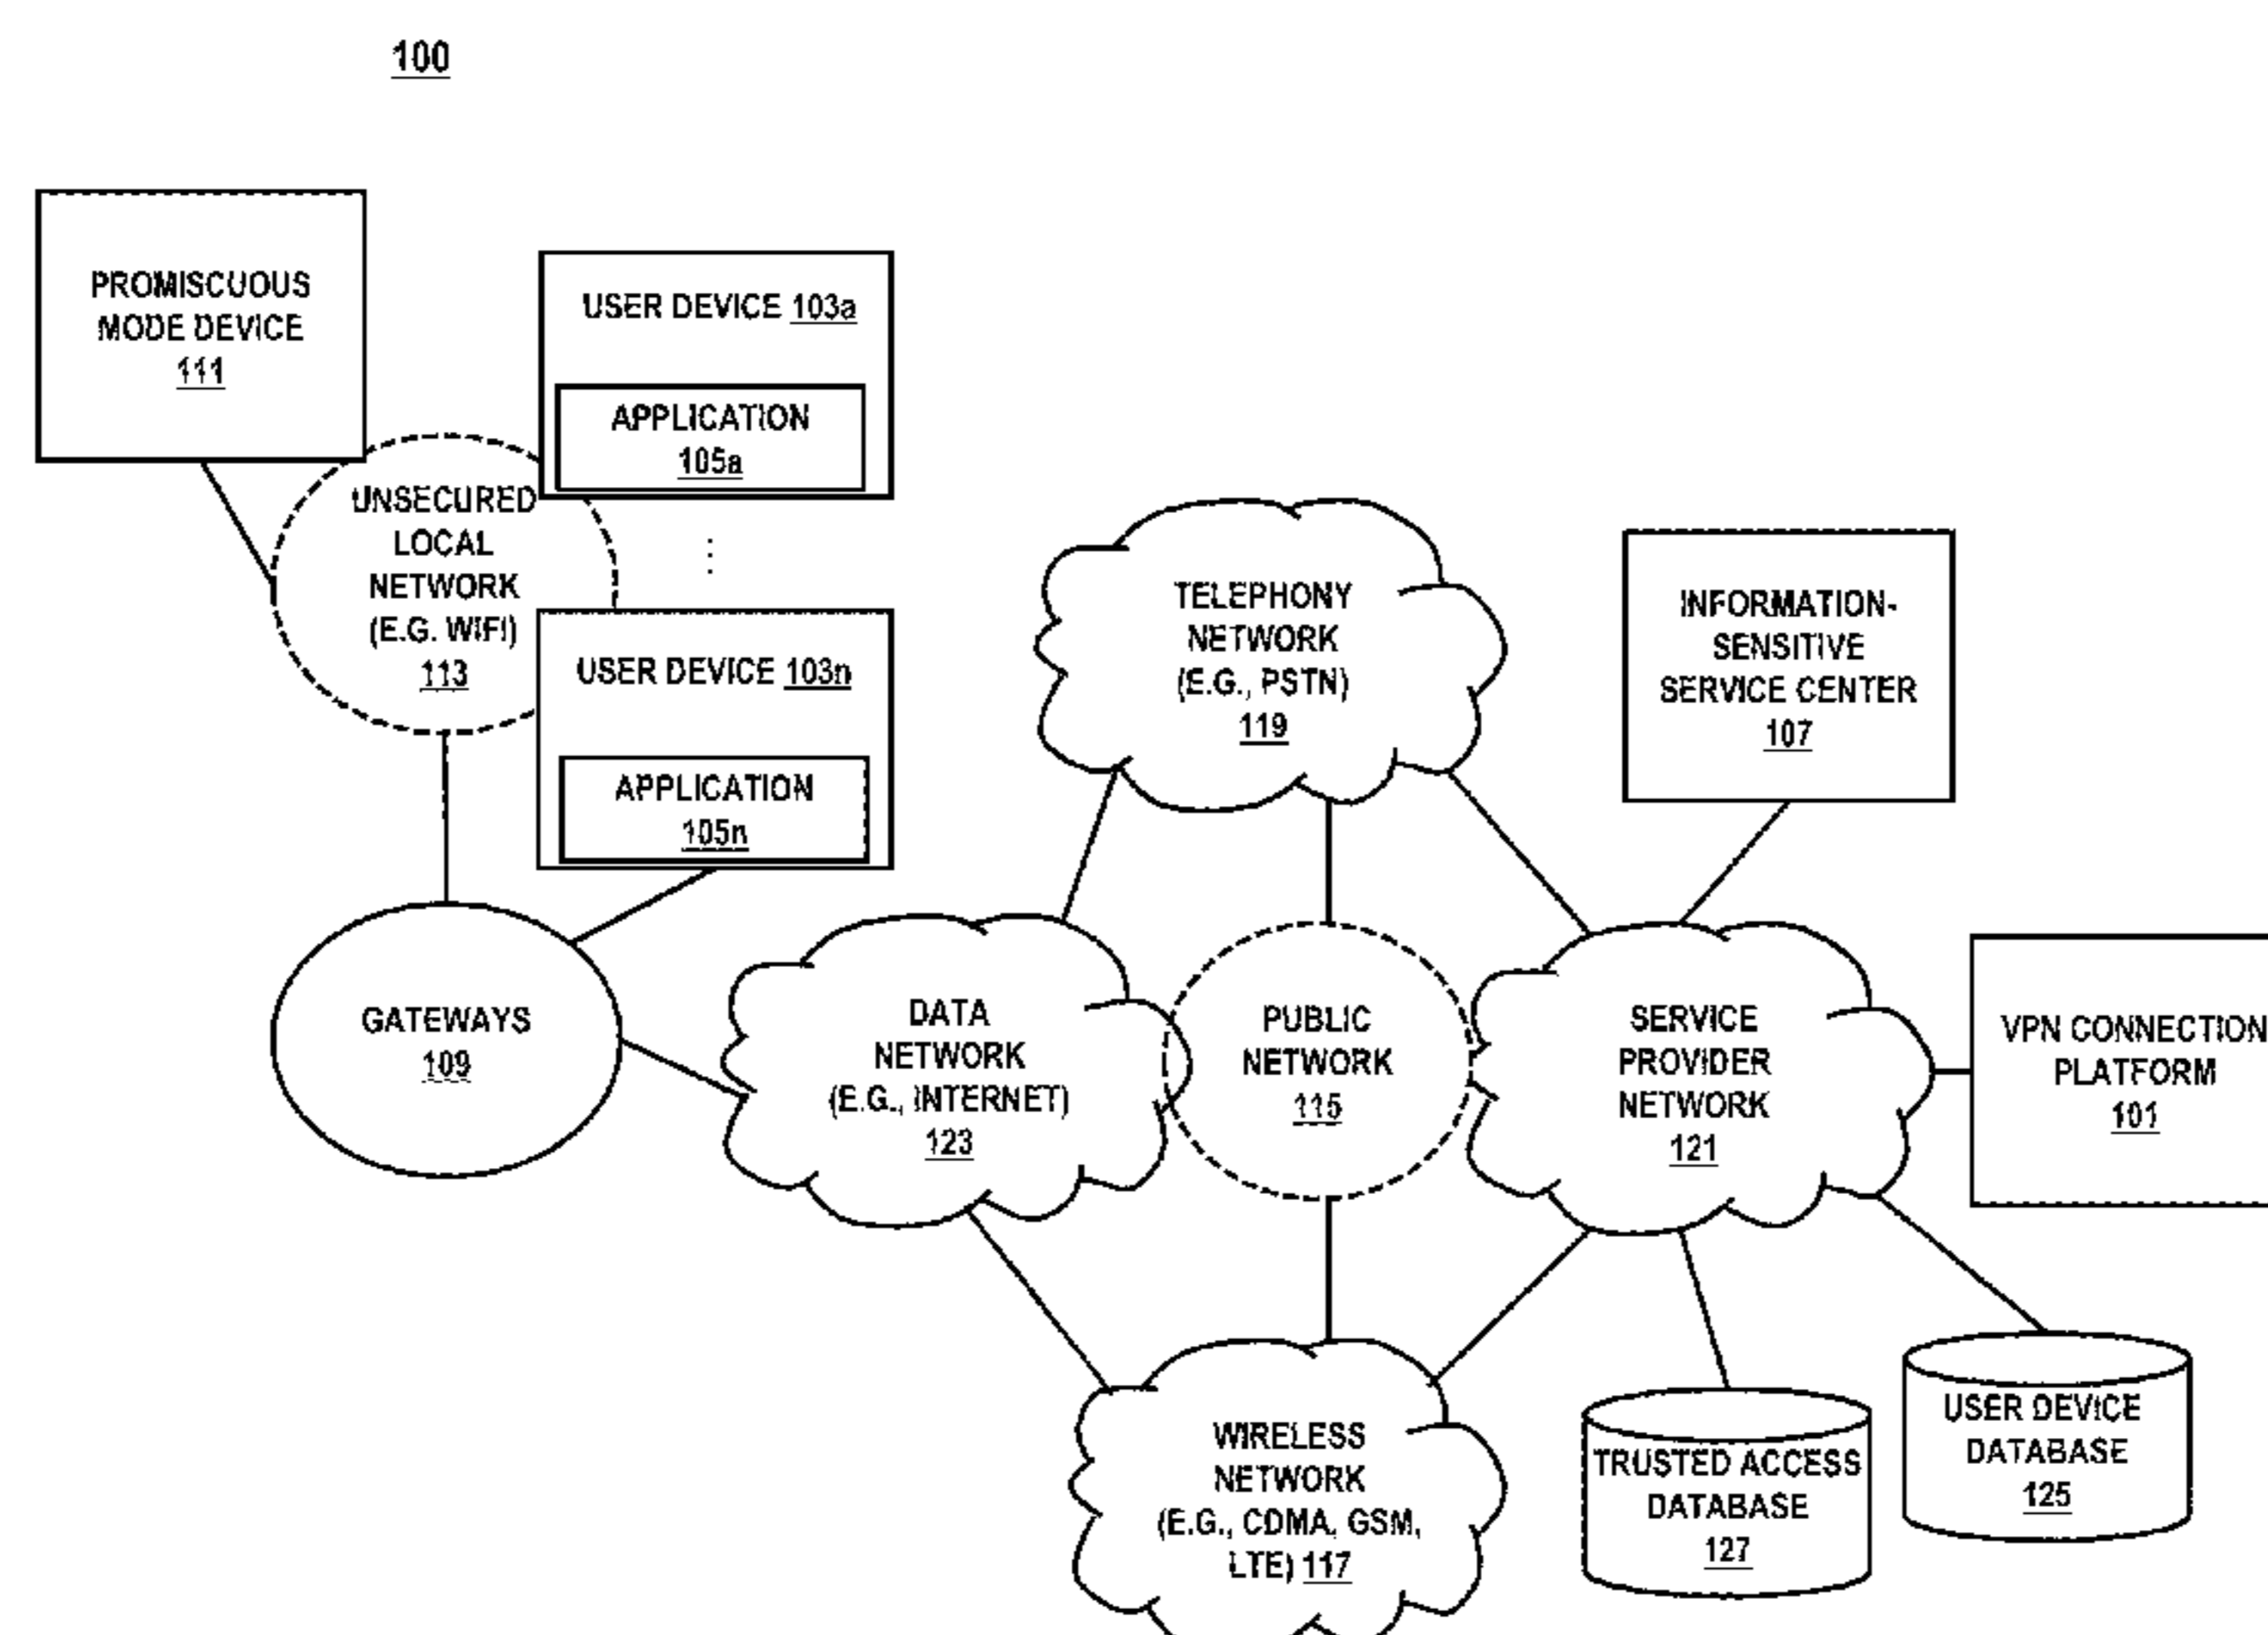 100
PROMISCUOUS
MODE DEVICE
111
USER DEVICE 103a
APPLICATION
105a
UNSECURED
LOCAL
NETWORK
(E.G. WIFI)
113
USER DEVICE 103n
APPLICATION
105n
TELEPHONY
NETWORK
(E.G., PSTN)
119
INFORMATION-
SENSITIVE
SERVICE CENTER
107
GATEWAYS
109
DATA
NETWORK
(E.G., INTERNET)
123
PUBLIC
NETWORK
115
SERVICE
PROVIDER
NETWORK
121
VPN CONNECTION
PLATFORM
101
WIRELESS
NETWORK
(E.G., CDMA, GSM,
LTE) 117
TRUSTED ACCESS
DATABASE
127
USER DEVICE
DATABASE
125